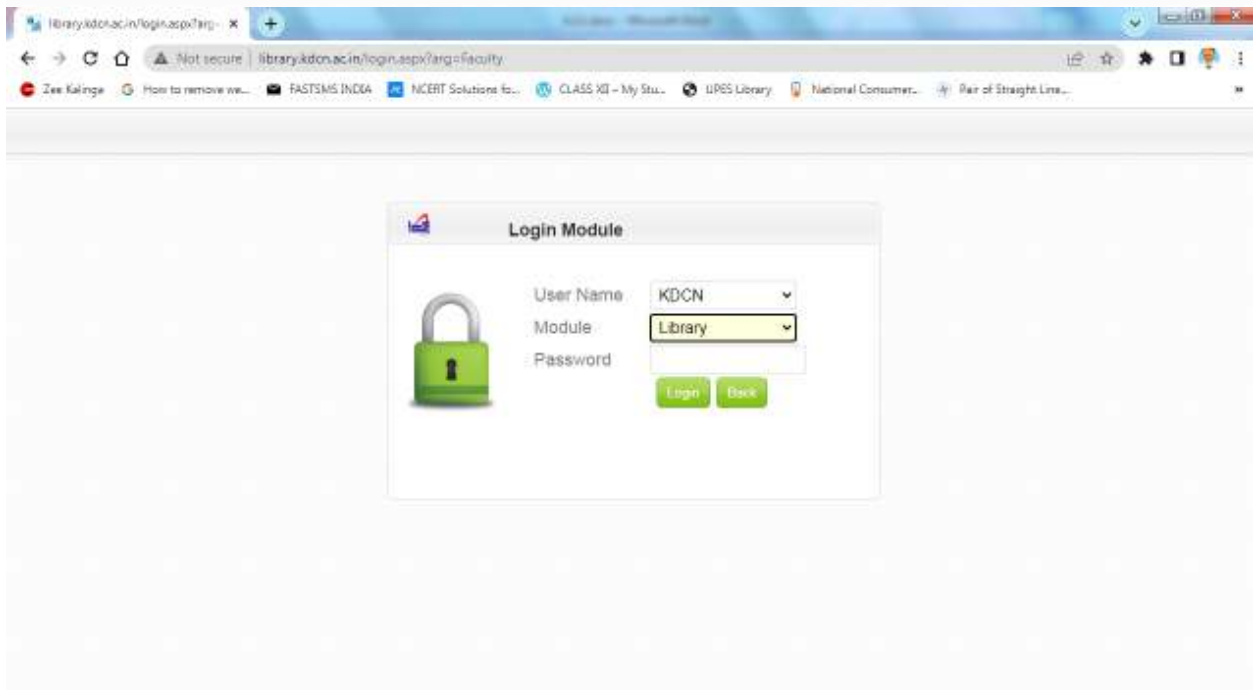 library.kdcn.ac.in/login.aspx?arg=
Not secure | library.kdcn.ac.in/login.aspx?arg=Faculty
Zee Kalinga How to remove we... FASTSMS INDIA NCERT Solutions fo... CLASS XII – My Stu... UPES Library National Consumer... Pair of Straight Line...
Login Module
User Name KDCN
Module Library
Password
Login Back